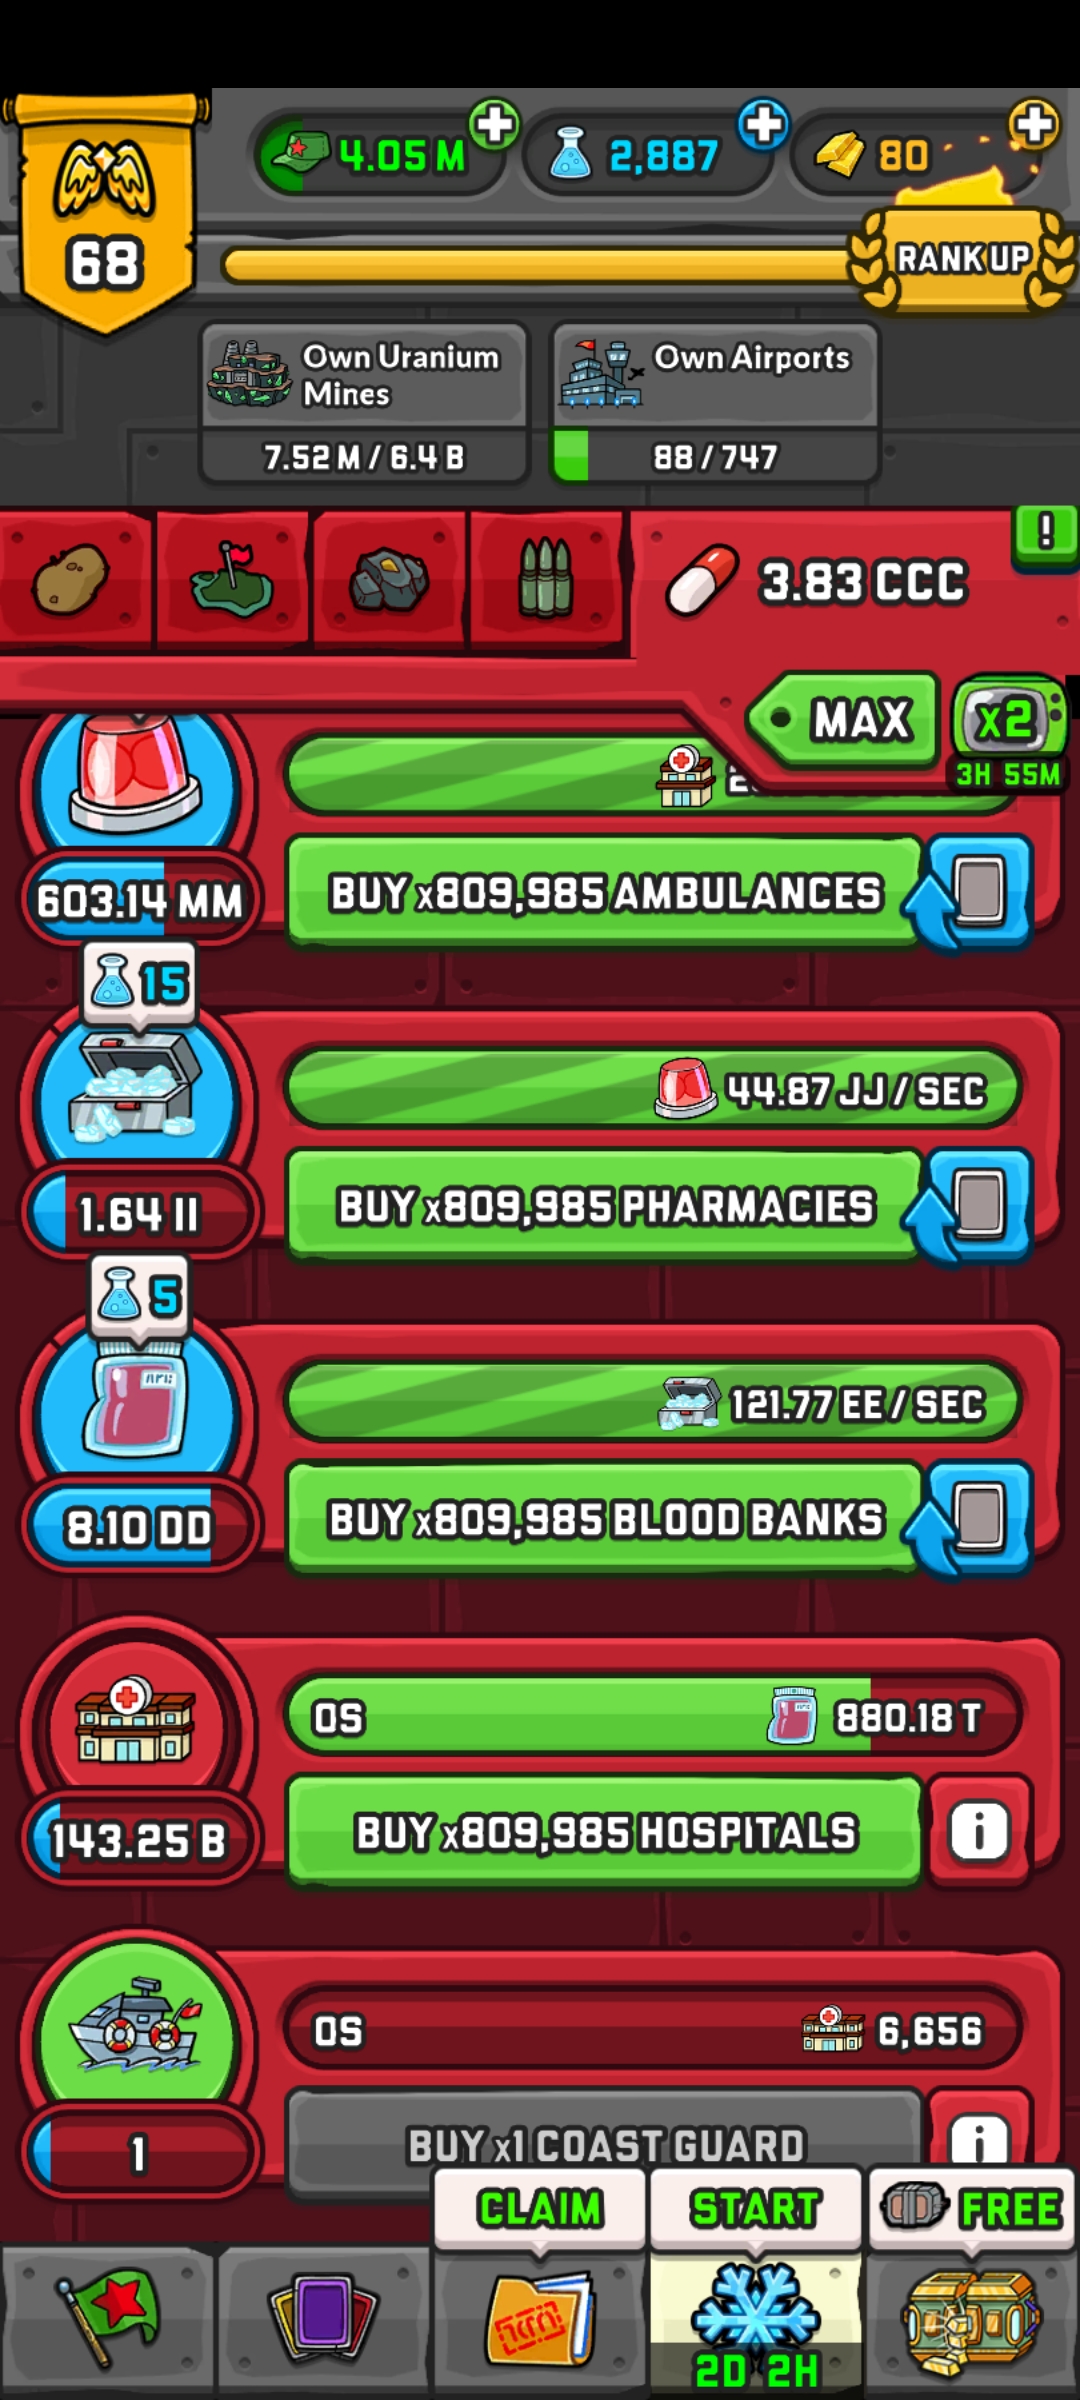 4.05 M
2,887
80
68
RANK UP
Own Uranium
Mines
7.52 M / 6.4 B
Own Airports
88 / 747
!
3.83 CCC
MAX
x2
3H 55M
603.14 MM
BUY x809,985 AMBULANCES
15
44.87 JJ / SEC
1.64 II
BUY x809,985 PHARMACIES
5
121.77 EE / SEC
8.10 DD
BUY x809,985 BLOOD BANKS
0S
880.18 T
143.25 B
BUY x809,985 HOSPITALS
i
0S
6,656
1
BUY x1 COAST GUARD
i
CLAIM
START
FREE
2D 2H